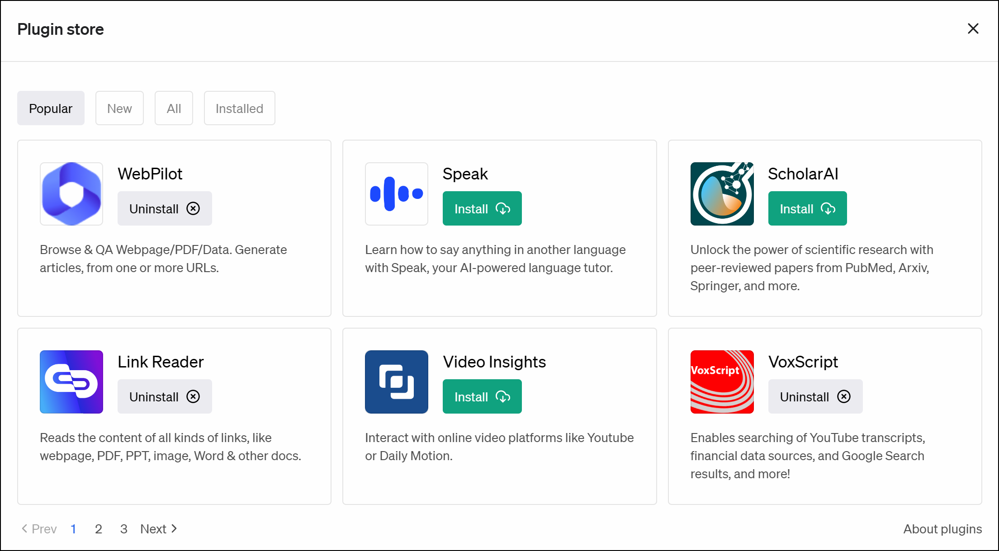 Plugin store
Popular
New
All
Installed
WebPilot
Uninstall
Browse & QA Webpage/PDF/Data. Generate
articles, from one or more URLs.
Speak
Install
Learn how to say anything in another language
with Speak, your AI-powered language tutor.
ScholarAI
Install
Unlock the power of scientific research with
peer-reviewed papers from PubMed, Arxiv,
Springer, and more.
Link Reader
Uninstall
Reads the content of all kinds of links, like
webpage, PDF, PPT, image, Word & other docs.
Video Insights
Install
Interact with online video platforms like Youtube
or Daily Motion.
VoxScript
VoxScript
Uninstall
Enables searching of YouTube transcripts,
financial data sources, and Google Search
results, and more!
Prev 1 2 3 Next
About plugins